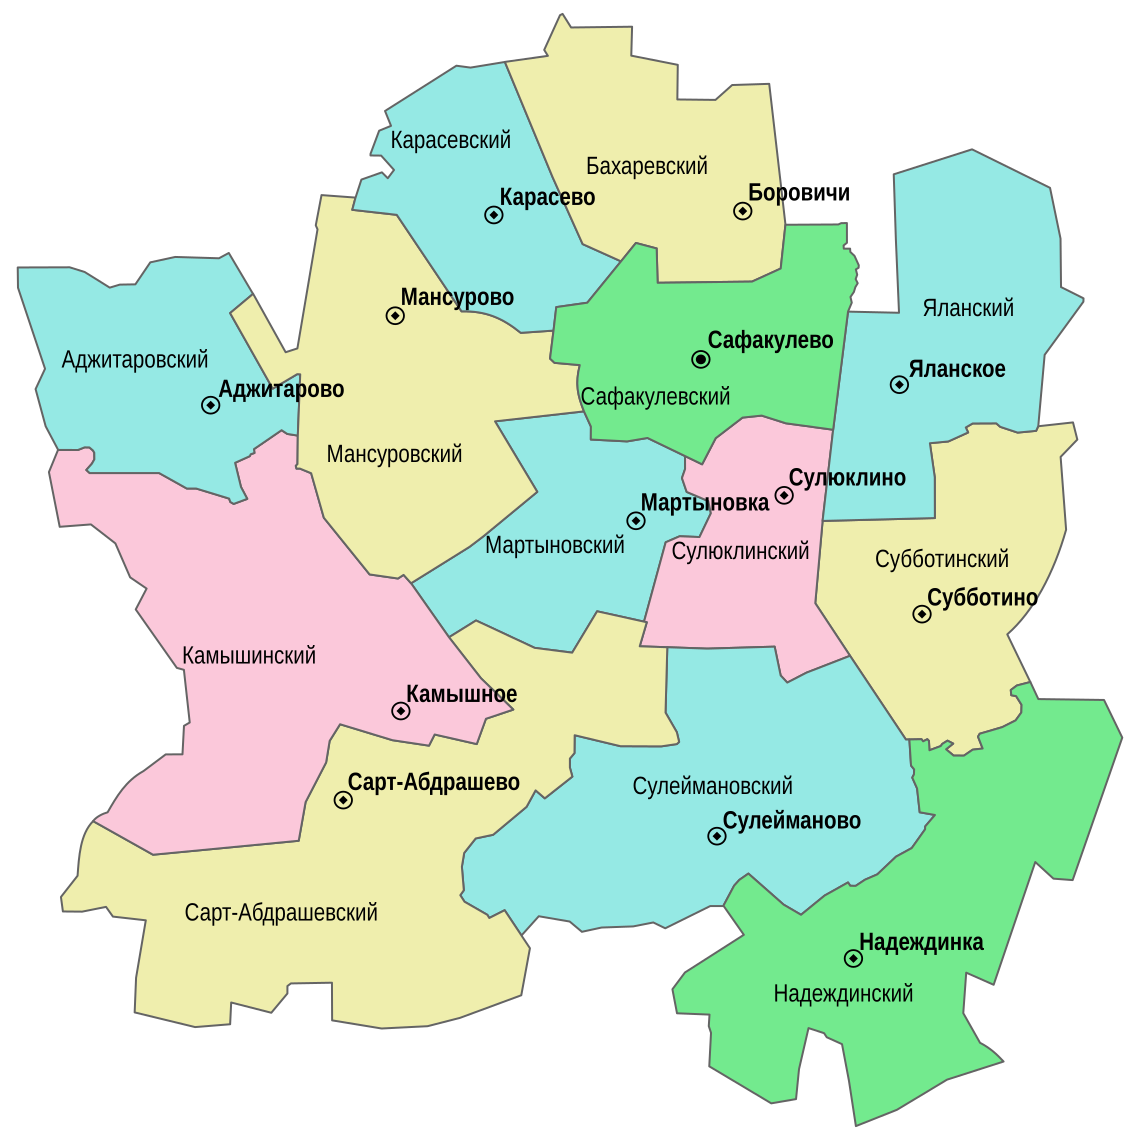 Карасевский
Бахаревский
Карасево
Боровичи
Мансурово
Яланский
Сафакулево
Аджитаровский
Яланское
Аджитарово
Сафакулевский
Мансуровский
Сулюклино
Мартыновка
Мартыновский
Сулюклинский
Субботинский
Субботино
Камышинский
Камышное
Сарт-Абдрашево
Сулеймановский
Сулейманово
Сарт-Абдрашевский
Надеждинка
Надеждинский